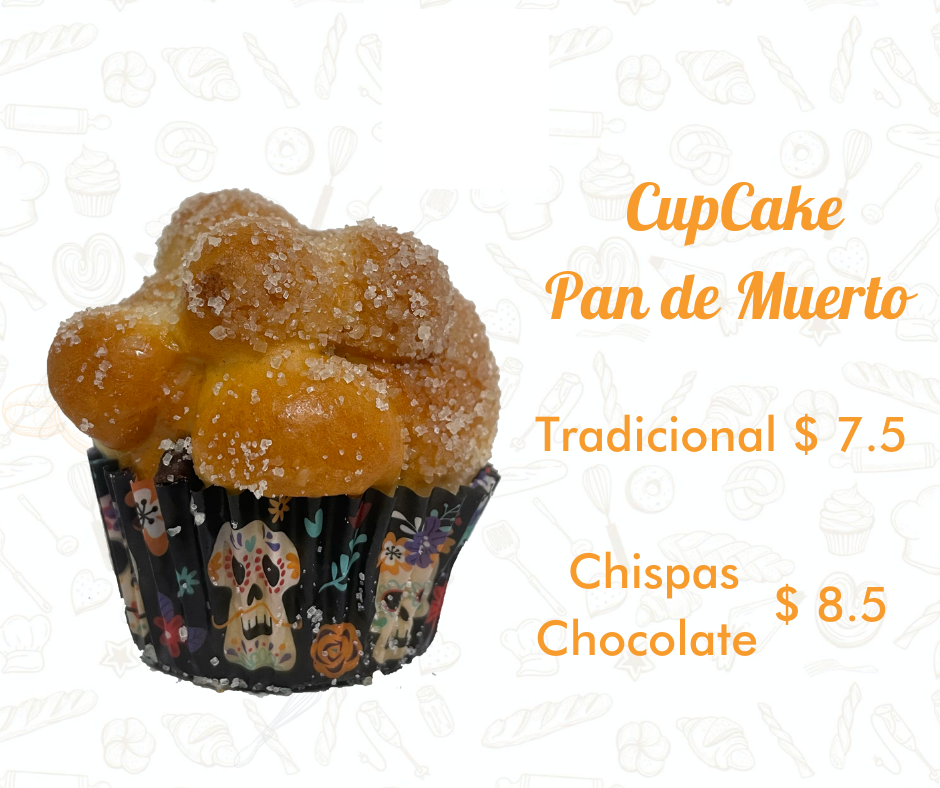 CupCake
Pan de Muerto
Tradicional $ 7.5
Chispas
Chocolate $ 8.5